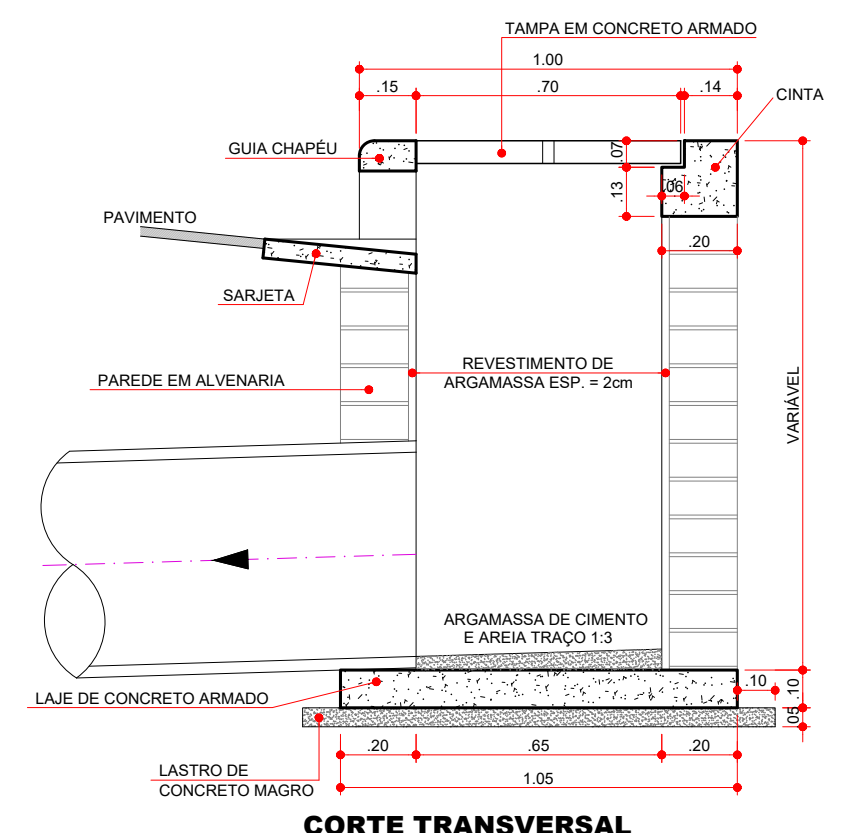 TAMPA EM CONCRETO ARMADO
1.00
.15
.70
.14
CINTA
GUIA CHAPÉU
.07
.13
.06
PAVIMENTO
.20
SARJETA
REVESTIMENTO DE
ARGAMASSA ESP. = 2cm
PAREDE EM ALVENARIA
VARIÁVEL
ARGAMASSA DE CIMENTO
E AREIA TRAÇO 1:3
LAJE DE CONCRETO ARMADO
.10
.10
.05
.20
.65
.20
LASTRO DE
CONCRETO MAGRO
1.05
CORTE TRANSVERSAL